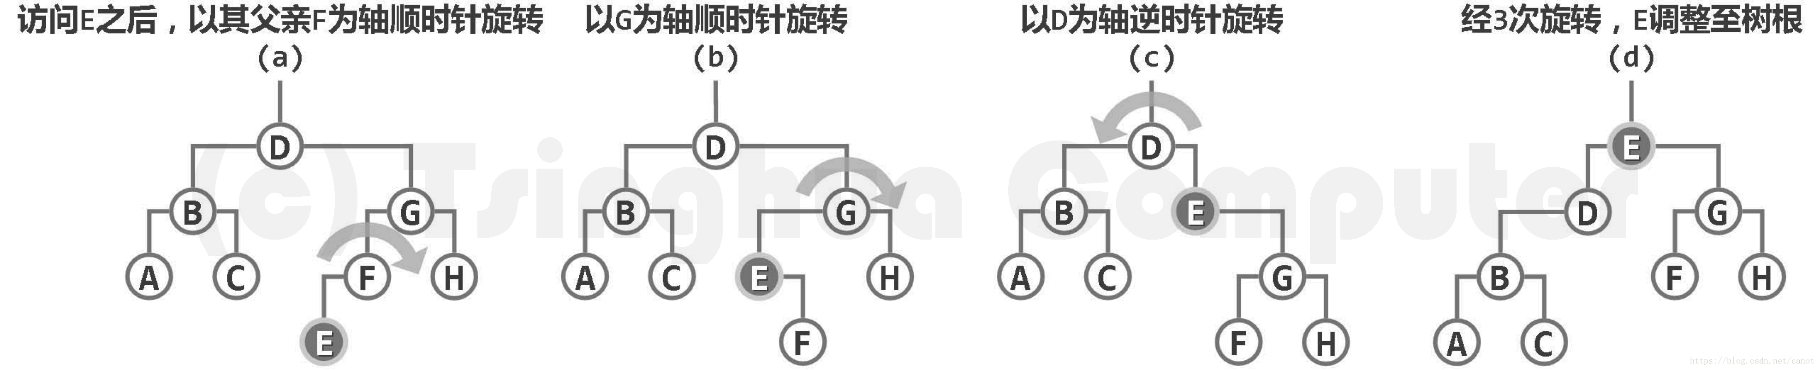 访问E之后，以其父亲F为轴顺时针旋转
(a)
D
B G
A C F H
E
以G为轴顺时针旋转
(b)
D
B G
A C E H
F
以D为轴逆时针旋转
(c)
D
B E
A C G
F H
经3次旋转，E调整至树根
(d)
E
D G
B F H
A C
(c) Tsinghua Computer